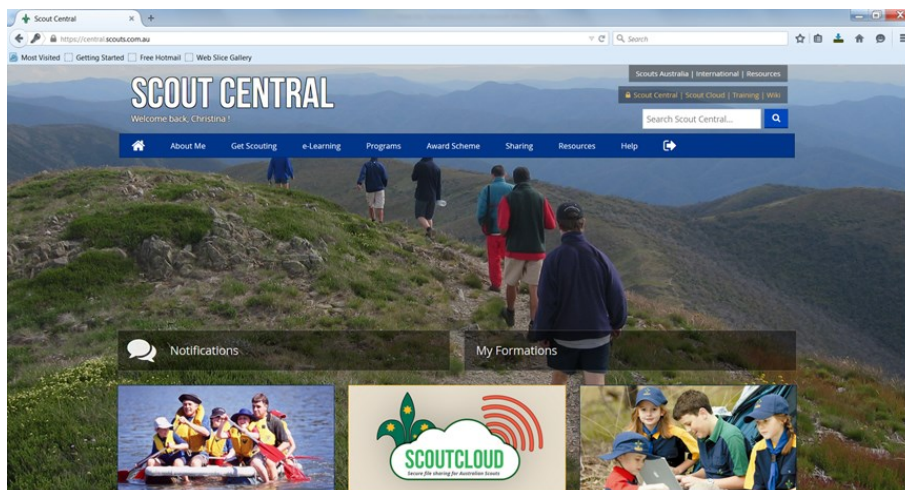 Scout Central
https://central.scouts.com.au
Search
Most Visited Getting Started Free Hotmail Web Slice Gallery
Scouts Australia | International | Resources
SCOUT CENTRAL
Scout Central | Scout Cloud | Training | Wiki
Welcome back, Christina !
Search Scout Central...
About Me Get Scouting e-Learning Programs Award Scheme Sharing Resources Help
Notifications My Formations
SCOUTCLOUD
Secure file sharing for Australian Scouts